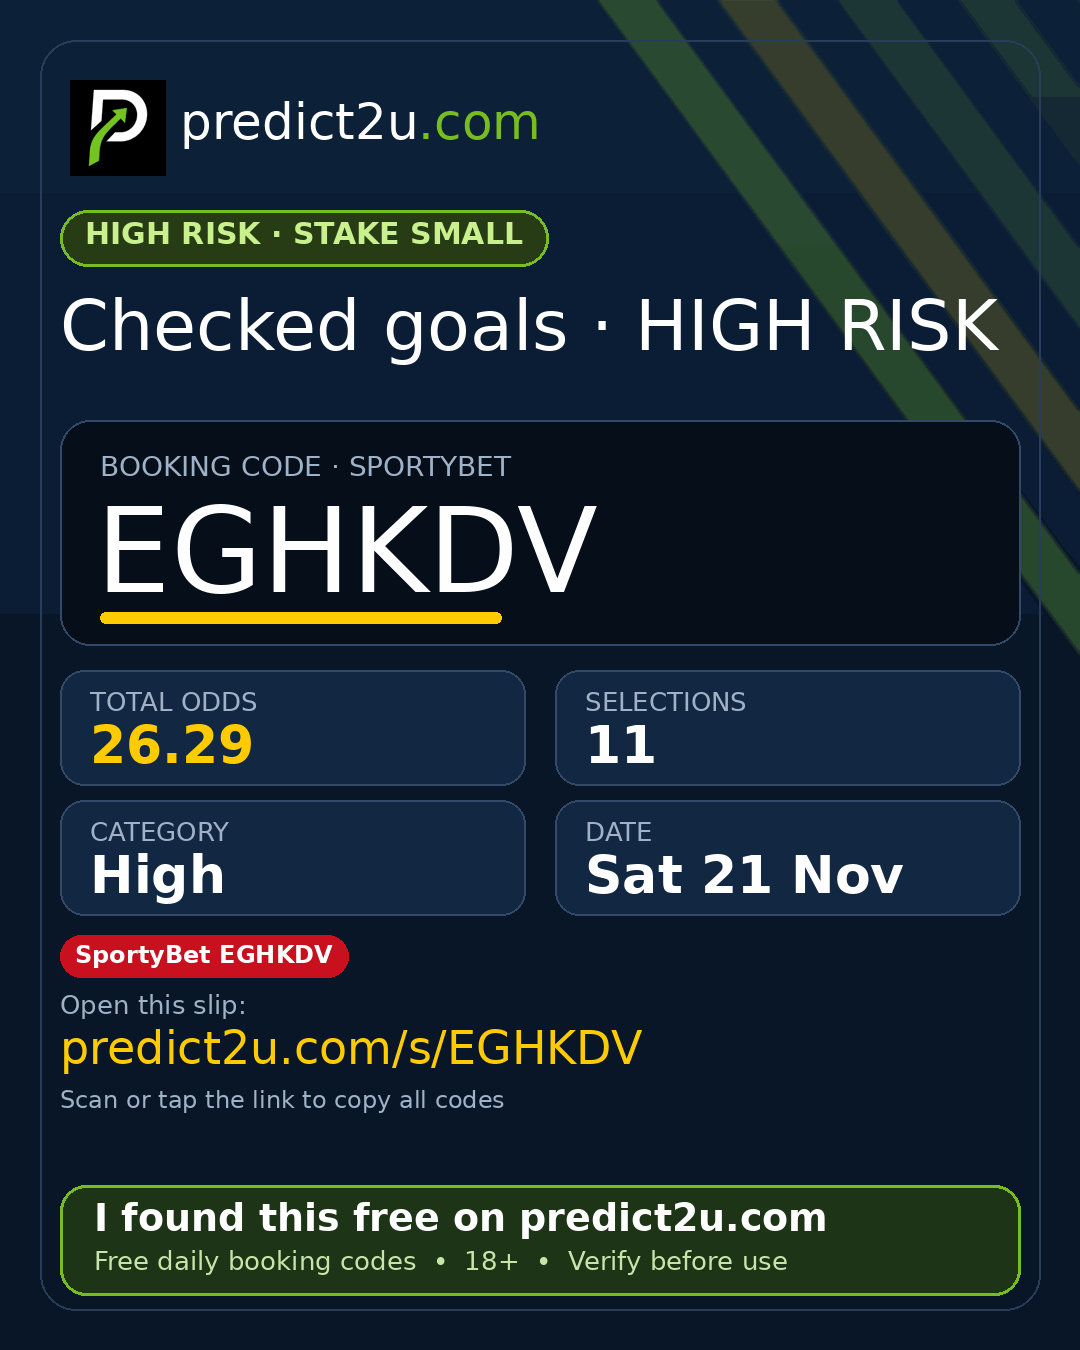 predict2u.com
HIGH RISK · STAKE SMALL
Checked goals · HIGH RISK
BOOKING CODE · SPORTYBET
EGHKDV
TOTAL ODDS
26.29
SELECTIONS
11
CATEGORY
High
DATE
Sat 21 Nov
SportyBet EGHKDV
Open this slip:
predict2u.com/s/EGHKDV
Scan or tap the link to copy all codes
I found this free on predict2u.com
Free daily booking codes • 18+ • Verify before use